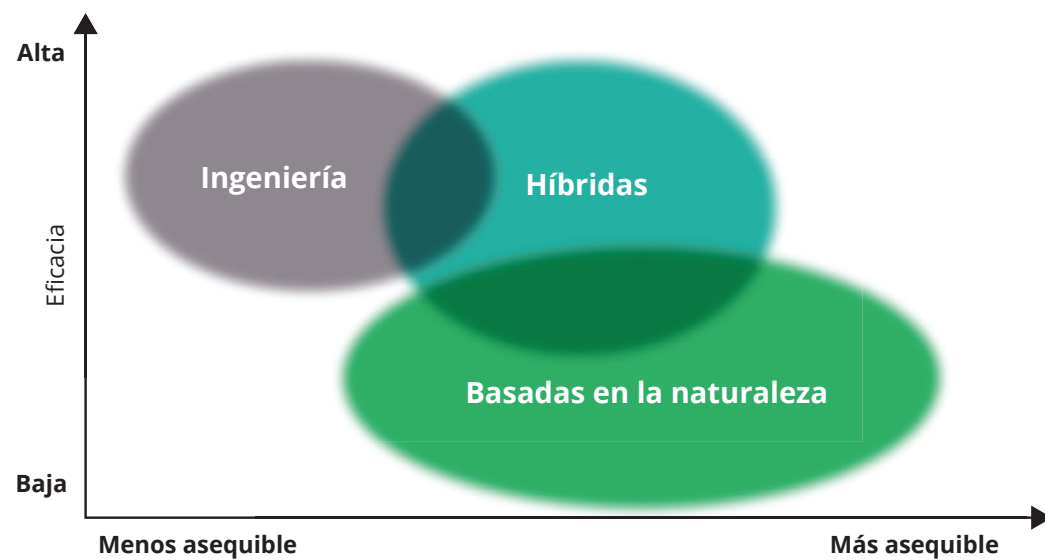 Alta
Ingeniería
Híbridas
Eficacia
Basadas en la naturaleza
Baja
Menos asequible
Más asequible